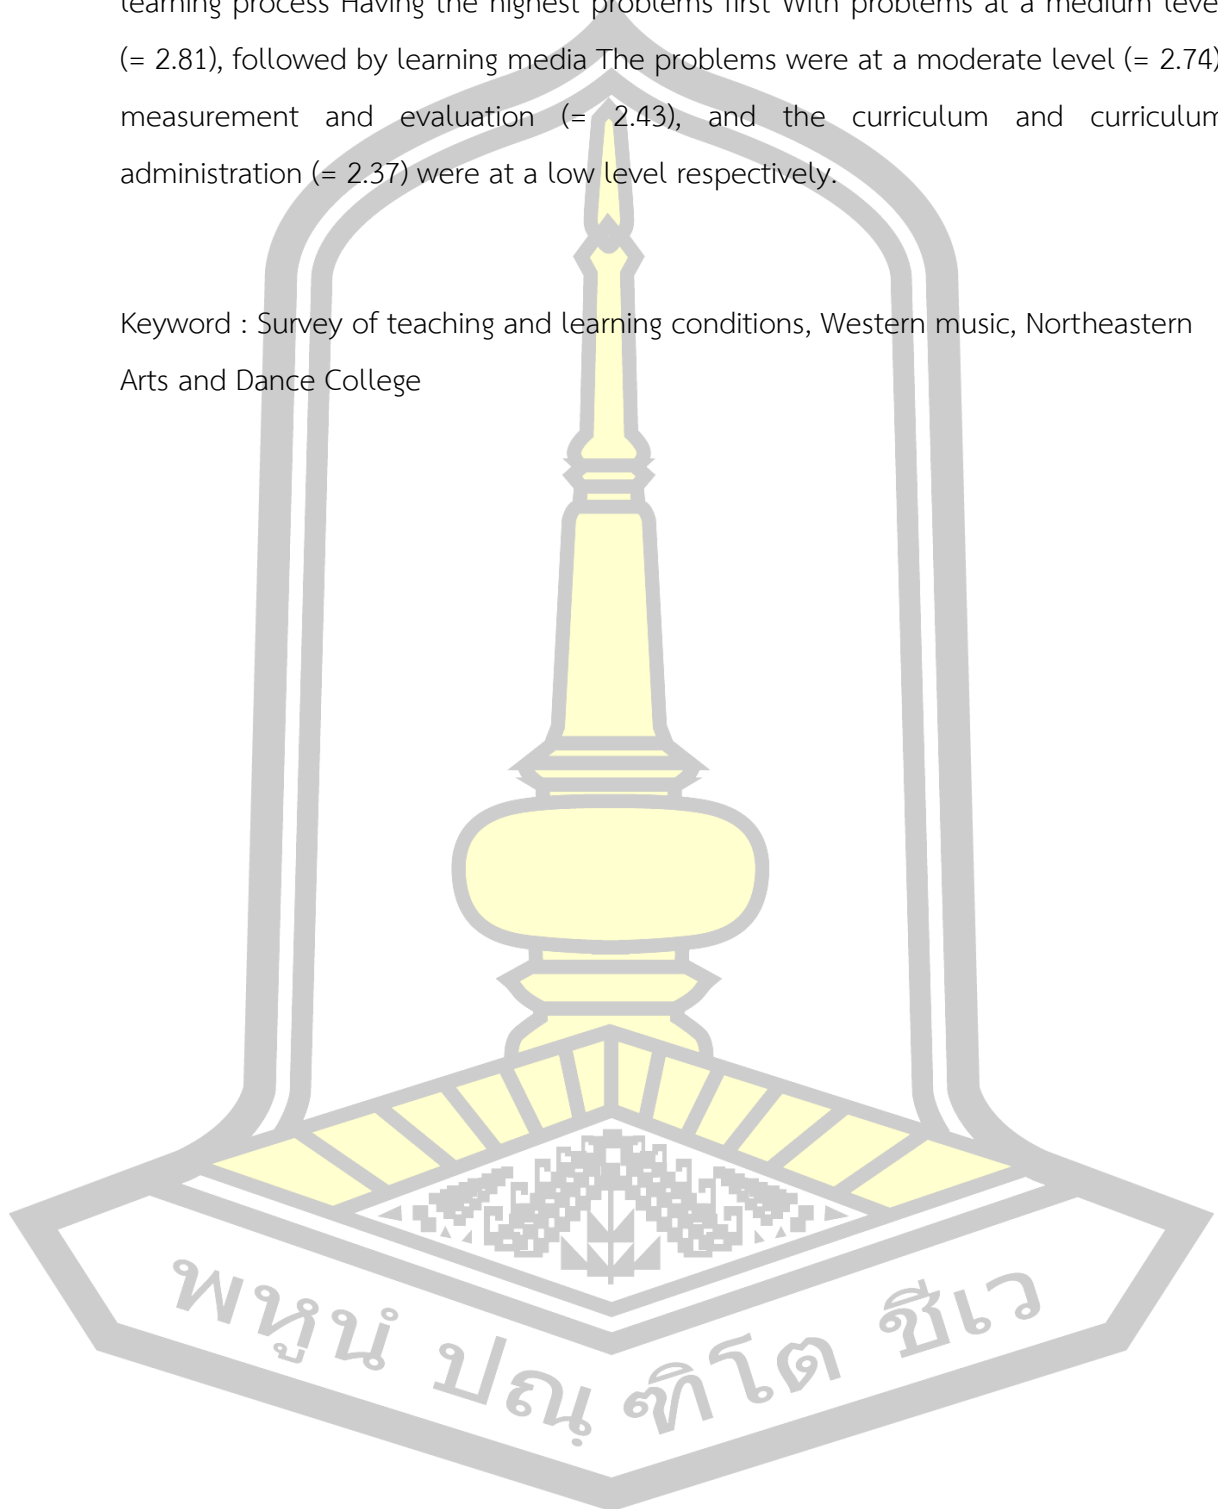 learning process Having the highest problems first With problems at a medium level
(= 2.81), followed by learning media The problems were at a moderate level (= 2.74)
measurement and evaluation (= 2.43), and the curriculum and curriculum
administration (= 2.37) were at a low level respectively.
Keyword : Survey of teaching and learning conditions, Western music, Northeastern
Arts and Dance College
พหูนํ ปณฺฑิโต ชีเว